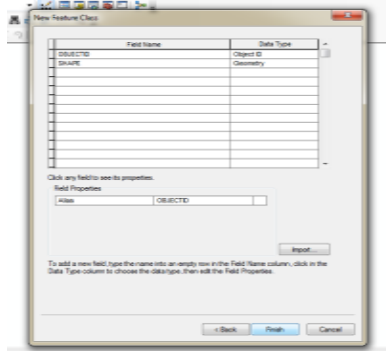 New Feature Class
Field Name Data Type
OBJECTID Object ID
SHAPE Geometry
Click any field to see its properties.
Field Properties
Alias OBJECTID
Import...
To add a new field, type the name into an empty row in the Field Name column, click in the
Data Type column to choose the data type, then edit the Field Properties.
< Back Finish Cancel